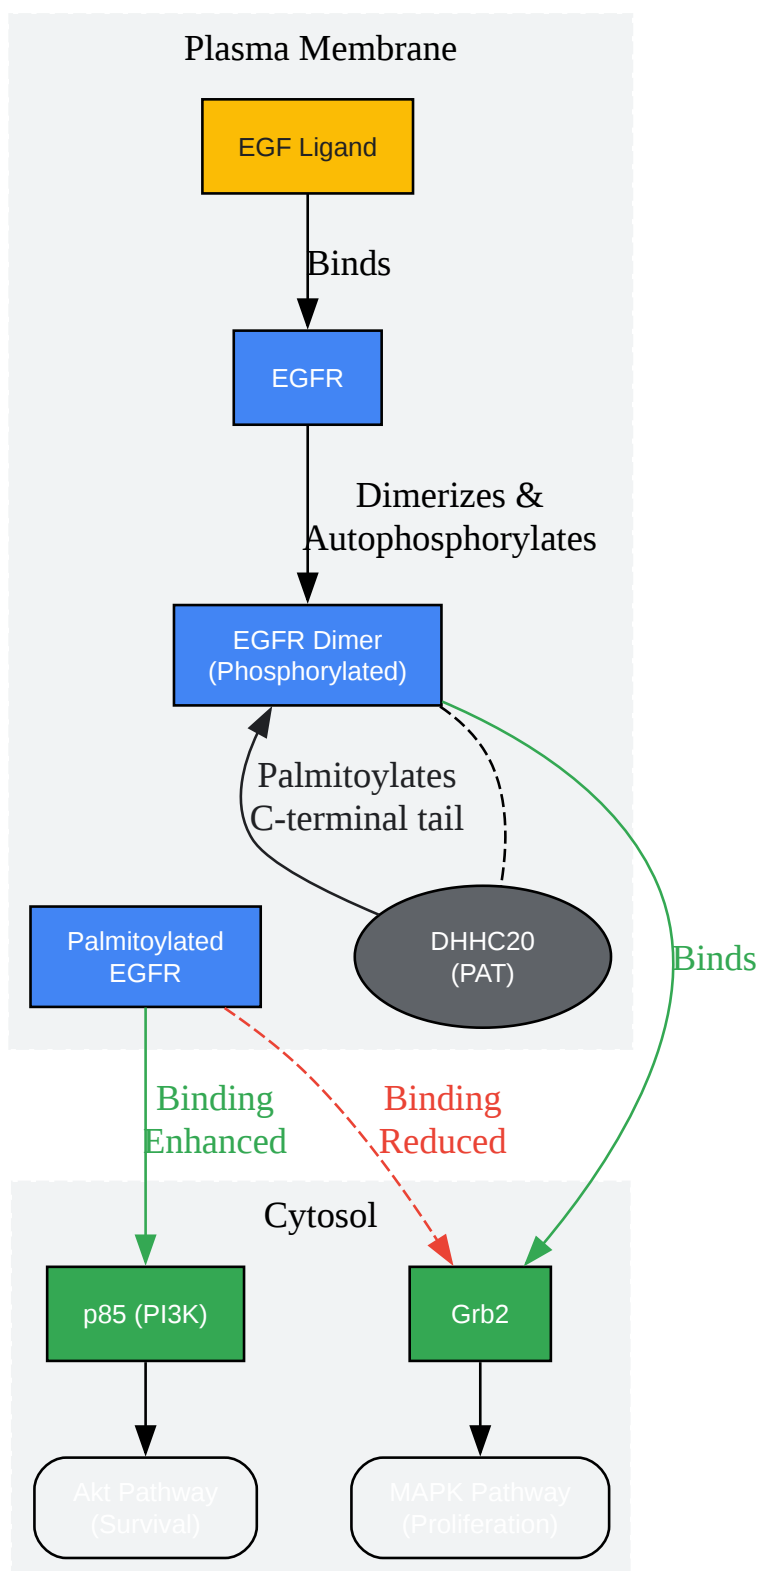 Plasma Membrane
EGF Ligand
Binds
EGFR
Dimerizes &
Autophosphorylates
EGFR Dimer
(Phosphorylated)
Palmitoylates
C-terminal tail
Palmitoylated
EGFR
DHHC20
(PAT)
Binds
Binding
Enhanced
Binding
Reduced
Cytosol
p85 (PI3K)
Grb2
Akt Pathway
(Survival)
MAPK Pathway
(Proliferation)